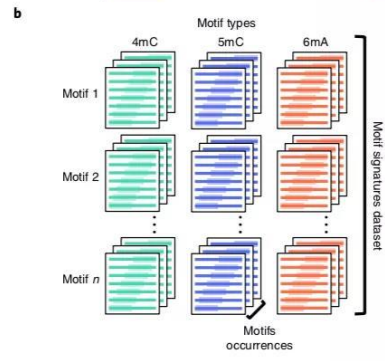 b
Motif types
4mC 5mC 6mA
Motif 1
Motif 2
Motif n
Motifs
occurrences
Motif signatures dataset